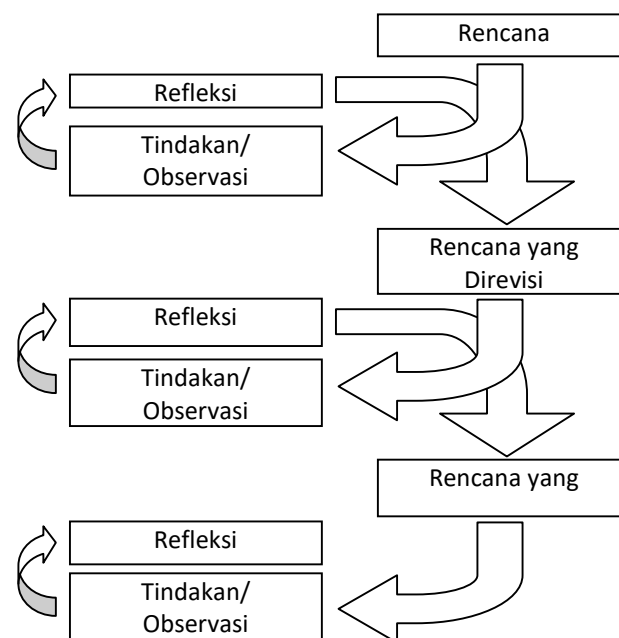 Rencana
Refleksi
Tindakan/
Observasi
Rencana yang
Direvisi
Refleksi
Tindakan/
Observasi
Rencana yang
Refleksi
Tindakan/
Observasi